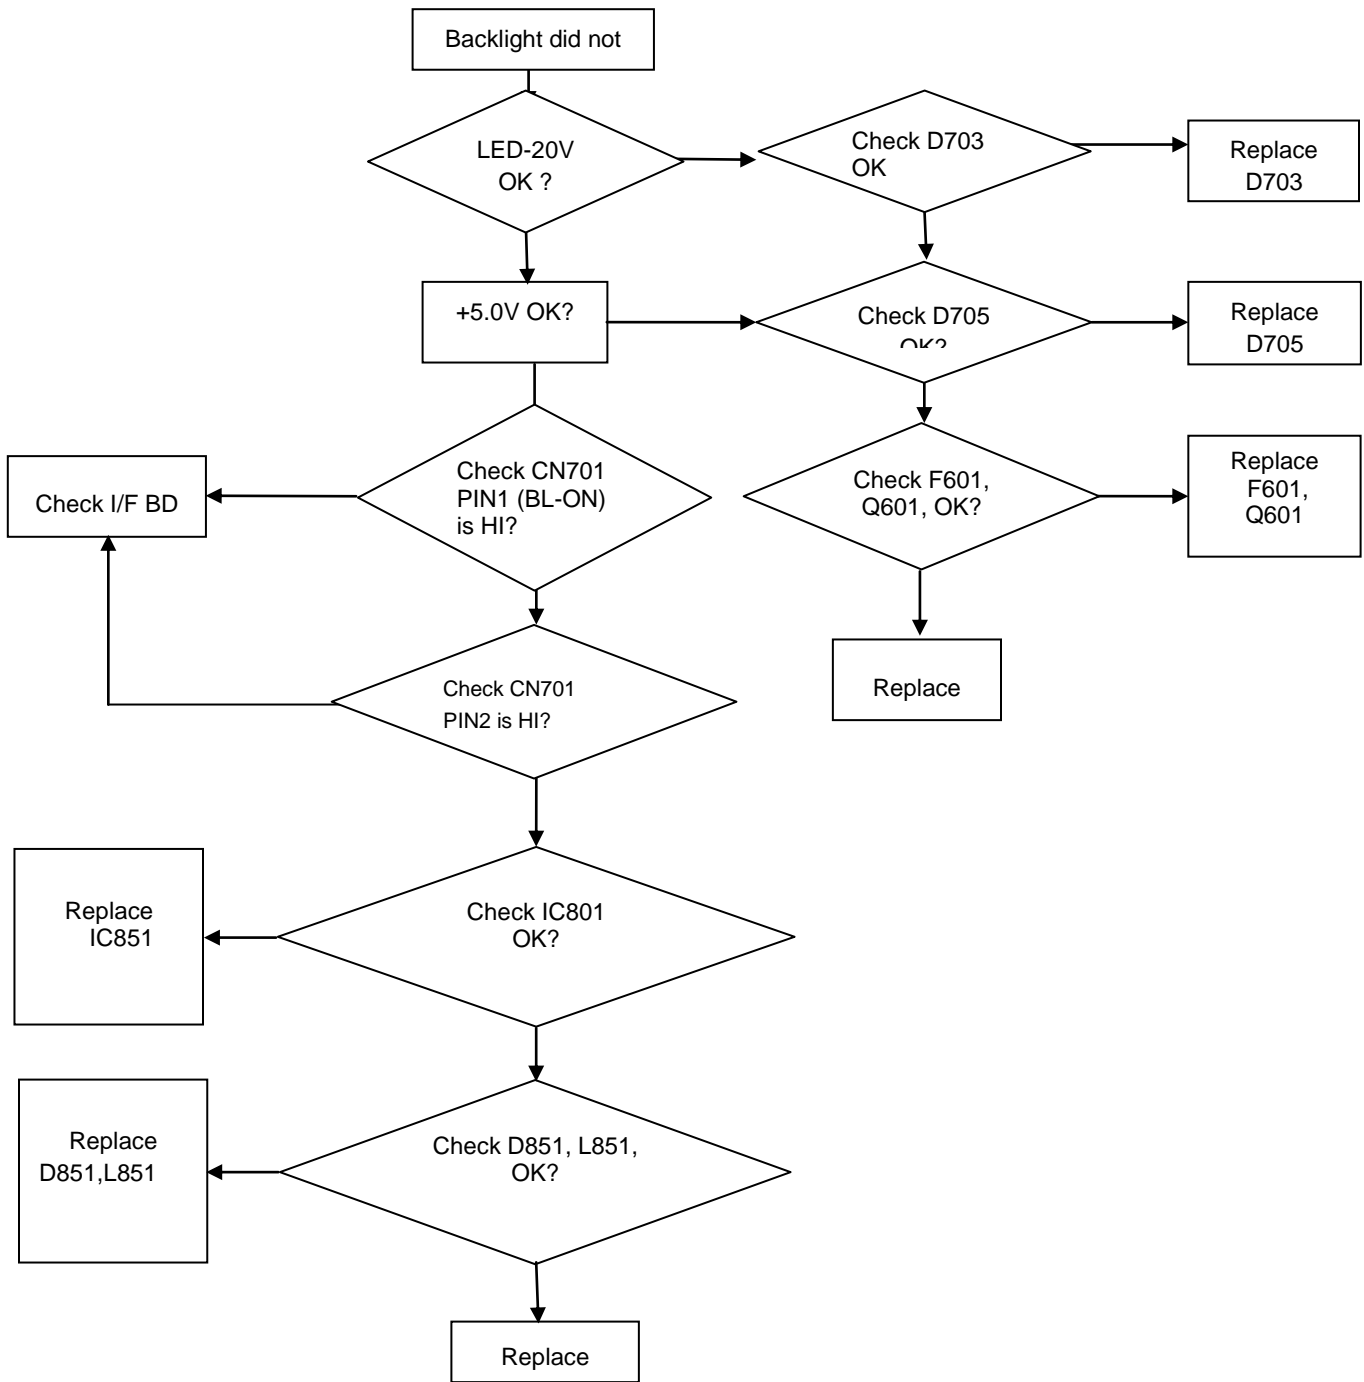 Backlight did not
LED-20V
OK ?
Check D703
OK
Replace
D703
+5.0V OK?
Check D705
OK?
Replace
D705
Check CN701
PIN1 (BL-ON)
is HI?
Check I/F BD
Check F601,
Q601, OK?
Replace
F601,
Q601
Check CN701
PIN2 is HI?
Replace
Replace
IC851
Check IC801
OK?
Replace
D851,L851
Check D851, L851,
OK?
Replace